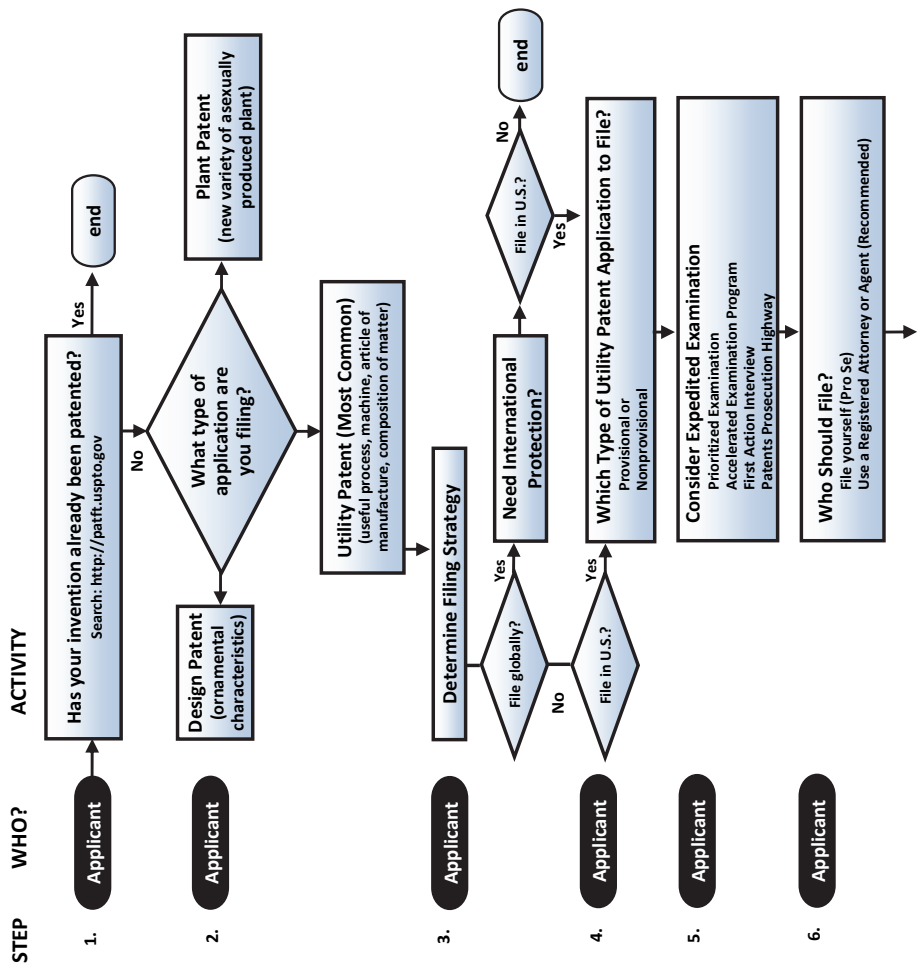 STEP
WHO?
ACTIVITY
1.
Applicant
Has your invention already been patented?
Search: http://patft.uspto.gov
Yes
end
No
2.
Applicant
What type of
application are
you filing?
Design Patent
(ornamental
characteristics)
Plant Patent
(new variety of asexually
produced plant)
Utility Patent (Most Common)
(useful process, machine, article of
manufacture, composition of matter)
3.
Applicant
Determine Filing Strategy
File globally?
Yes
Need International
Protection?
File in U.S.?
No
end
Yes
No
4.
Applicant
File in U.S.?
Yes
Which Type of Utility Patent Application to File?
Provisional or
Nonprovisional
5.
Applicant
Consider Expedited Examination
Prioritized Examination
Accelerated Examination Program
First Action Interview
Patents Prosecution Highway
6.
Applicant
Who Should File?
File yourself (Pro Se)
Use a Registered Attorney or Agent (Recommended)